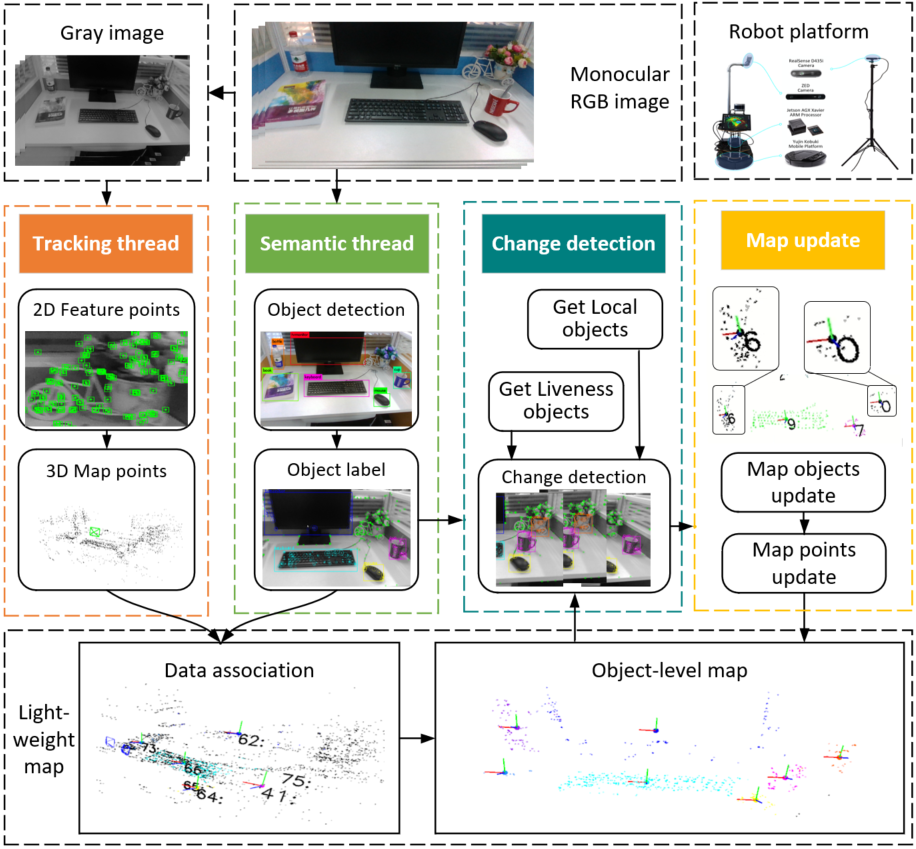 Gray image
Monocular
RGB image
Robot platform
RealSense D435i
Camera
ZED
Camera
Jetson AGX Xavier
ARM Processor
Yujin Kobuki
Mobile Platform
Tracking thread
Semantic thread
Change detection
Map update
2D Feature points
Object detection
Get Local
objects
6
0
Get Liveness
objects
6
9
7
0
3D Map points
Object label
Change detection
Map objects
update
Map points
update
Light-
weight
map
Data association
62:
73:
66:
75:
64:
41:
Object-level map